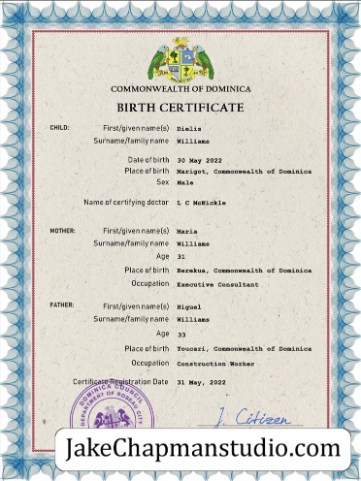 COMMONWEALTH OF DOMINICA
BIRTH CERTIFICATE
CHILD: First/given name(s) Dielis
Surname/family name Williams
Date of birth 30 May 2022
Place of birth Marigot, Commonwealth of Dominica
Sex Male
Name of certifying doctor L C McNickle
MOTHER: First/given name(s) Maria
Surname/family name Williams
Age 31
Place of birth Berekua, Commonwealth of Dominica
Occupation Executive Consultant
FATHER: First/given name(s) Miguel
Surname/family name Williams
Age 33
Place of birth Toucari, Commonwealth of Dominica
Occupation Construction Worker
Certificate Registration Date 31 May, 2022
DOMINICA COUNCIL
DEPARTMENT OF ROSEAU CITY
J. Citizen
JakeChapmanstudio.com